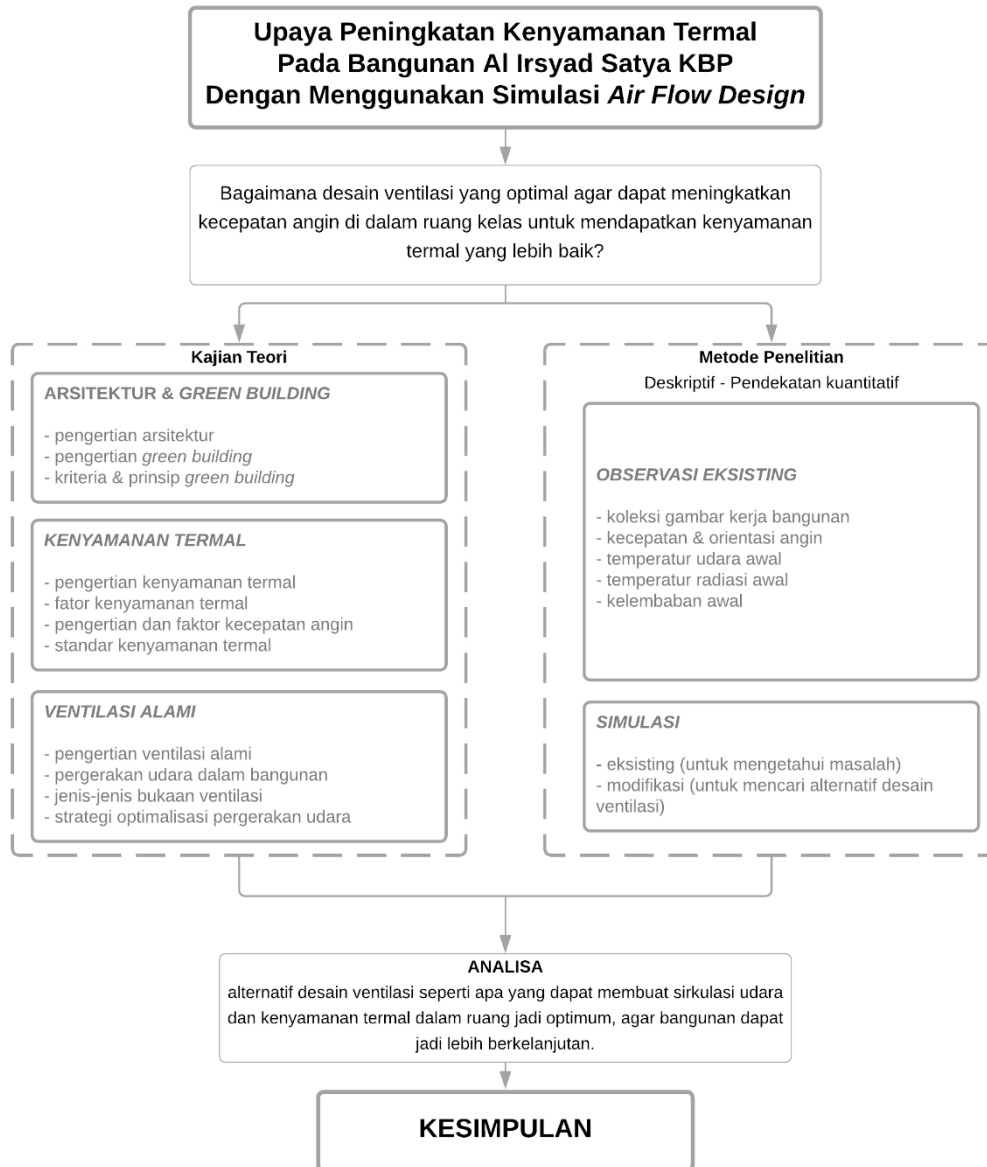 Upaya Peningkatan Kenyamanan Termal
Pada Bangunan Al Irsyad Satya KBP
Dengan Menggunakan Simulasi Air Flow Design
Bagaimana desain ventilasi yang optimal agar dapat meningkatkan
kecepatan angin di dalam ruang kelas untuk mendapatkan kenyamanan
termal yang lebih baik?
Kajian Teori
ARSITEKTUR & GREEN BUILDING
- pengertian arsitektur
- pengertian green building
- kriteria & prinsip green building
KENYAMANAN TERMAL
- pengertian kenyamanan termal
- fator kenyamanan termal
- pengertian dan faktor kecepatan angin
- standar kenyamanan termal
VENTILASI ALAMI
- pengertian ventilasi alami
- pergerakan udara dalam bangunan
- jenis-jenis bukaan ventilasi
- strategi optimalisasi pergerakan udara
Metode Penelitian
Deskriptif - Pendekatan kuantitatif
OBSERVASI EKSISTING
- koleksi gambar kerja bangunan
- kecepatan & orientasi angin
- temperatur udara awal
- temperatur radiasi awal
- kelembaban awal
SIMULASI
- eksisting (untuk mengetahui masalah)
- modifikasi (untuk mencari alternatif desain
ventilasi)
ANALISA
alternatif desain ventilasi seperti apa yang dapat membuat sirkulasi udara
dan kenyamanan termal dalam ruang jadi optimum, agar bangunan dapat
jadi lebih berkelanjutan.
KESIMPULAN